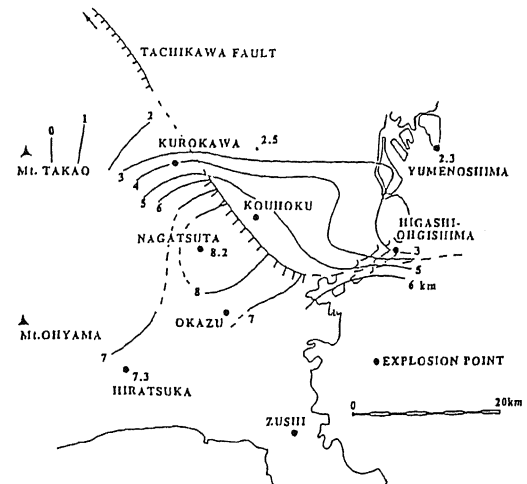 TACHIKAWA FAULT
0
1
2
2.5
KUROKAWA
Mt. TAKAO
3
4
5
6
2.3
YUMENOSHIMA
KOUHOKU
HIGASHI-
OHGISHIMA
NAGATSUTA
8.2
3
5
6 km
8
OKAZU
7
Mt.OHYAMA
7
7.3
HIRATSUKA
EXPLOSION POINT
0
20km
ZUSHI